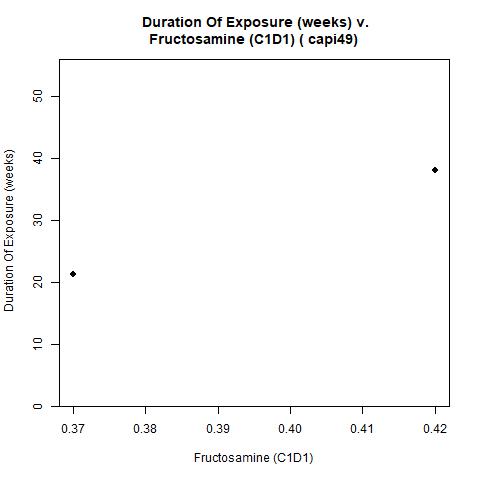 Duration Of Exposure (weeks) v.
Fructosamine (C1D1) ( capi49)
Duration Of Exposure (weeks)
50
40
30
20
10
0
0.37 0.38 0.39 0.40 0.41 0.42
Fructosamine (C1D1)